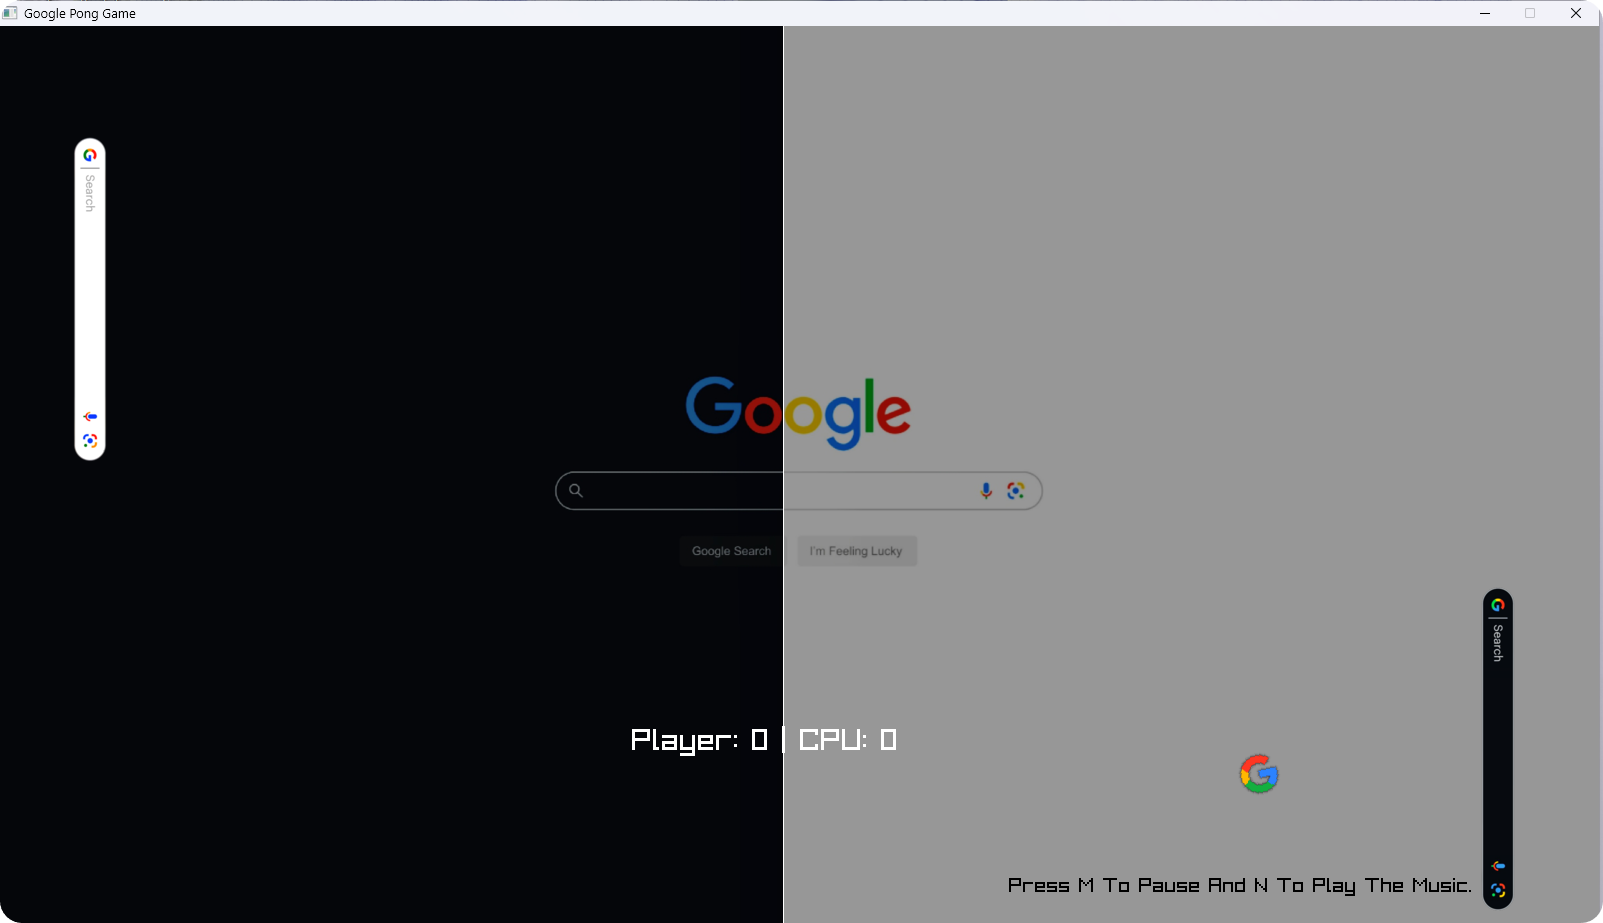 Google Pong Game
G
Search
Google
Google Search
I'm Feeling Lucky
G
Search
Player: 0 | CPU: 0
G
Press M To Pause And N To Play The Music.